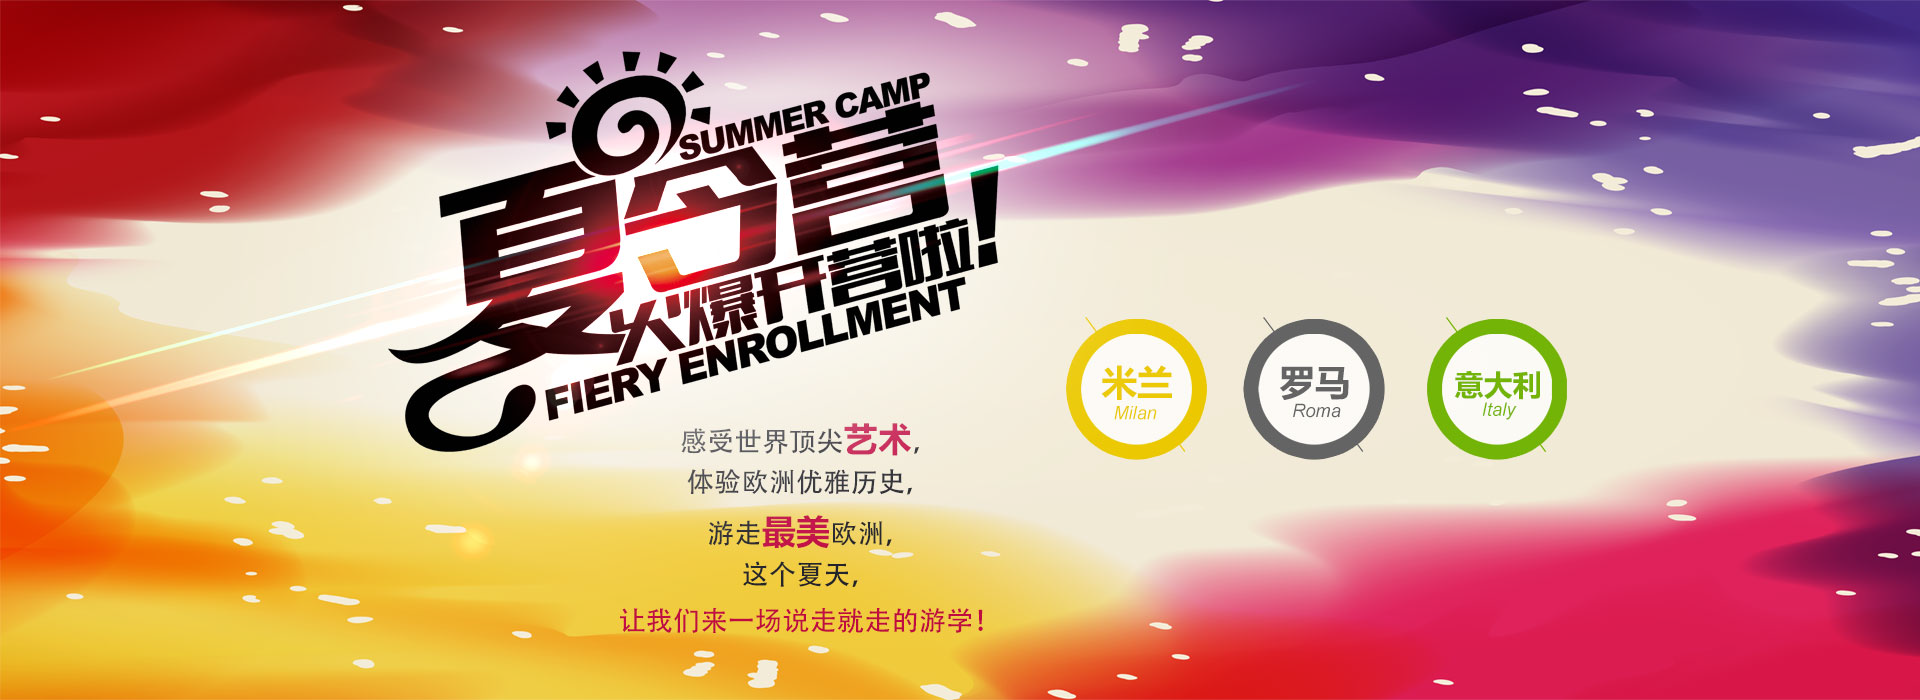 SUMMER CAMP
夏令营
火爆开营啦!
FIERY ENROLLMENT
感受世界顶尖艺术,
体验欧洲优雅历史,
游走最美欧洲,
这个夏天,
让我们来一场说走就走的游学!
米兰
Milan
罗马
Roma
意大利
Italy